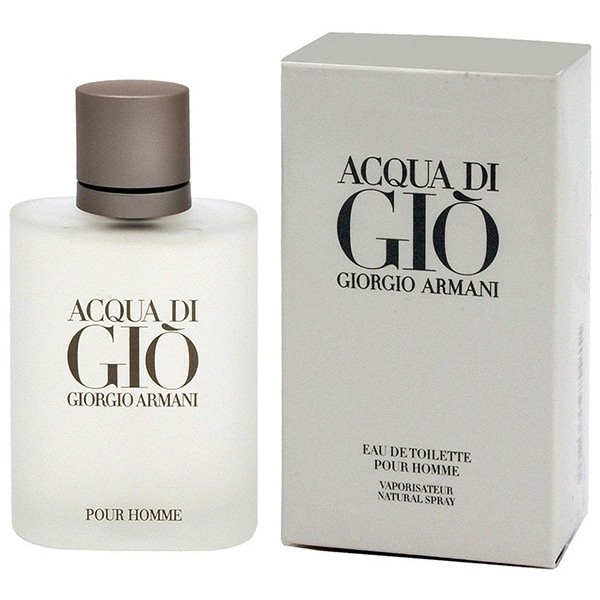 ACQUA DI
GIÒ
GIORGIO ARMANI
POUR HOMME
ACQUA DI
GIÒ
GIORGIO ARMANI
EAU DE TOILETTE
POUR HOMME
VAPORISATEUR
NATURAL SPRAY